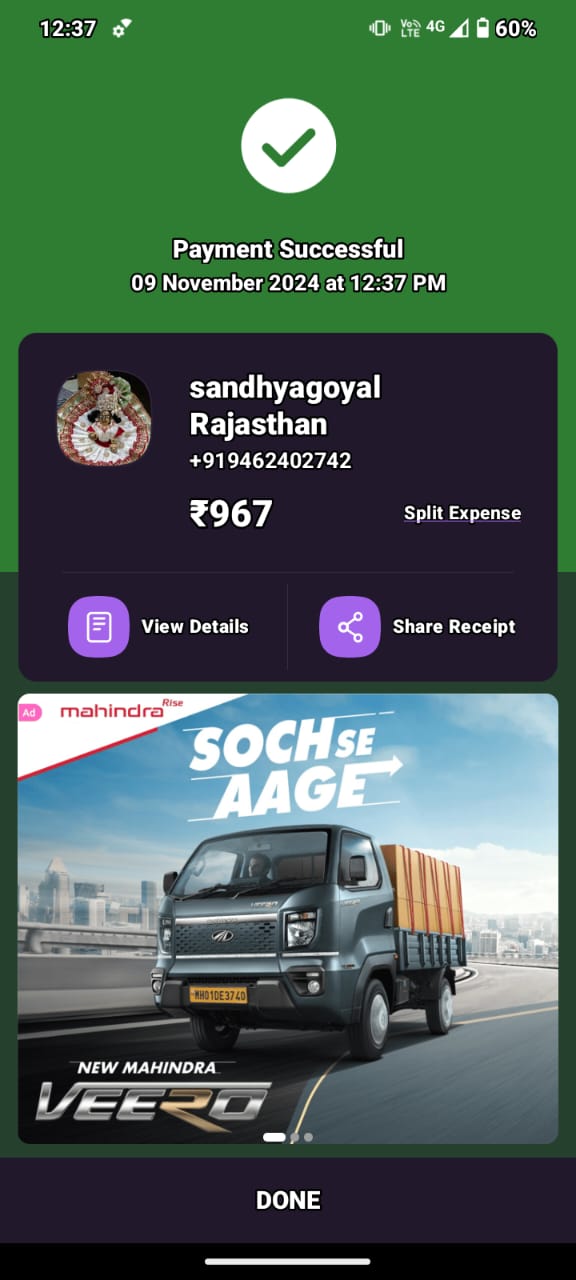 12:37
Vo))
LTE 4G 60%
Payment Successful
09 November 2024 at 12:37 PM
sandhyagoyal
Rajasthan
+919462402742
₹967
Split Expense
View Details
Share Receipt
Ad
mahindra Rise
SOCH SE
AAGE
MH01DE3740
NEW MAHINDRA
VEERO
DONE